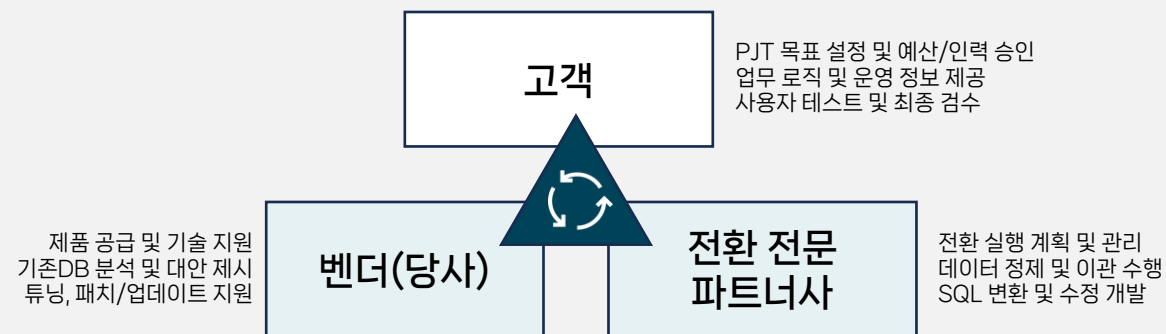 고객
PJT 목표 설정 및 예산/인력 승인
업무 로직 및 운영 정보 제공
사용자 테스트 및 최종 검수
제품 공급 및 기술 지원
기존DB 분석 및 대안 제시
튜닝, 패치/업데이트 지원
벤더(당사)
전환 전문
파트너사
전환 실행 계획 및 관리
데이터 정제 및 이관 수행
SQL 변환 및 수정 개발